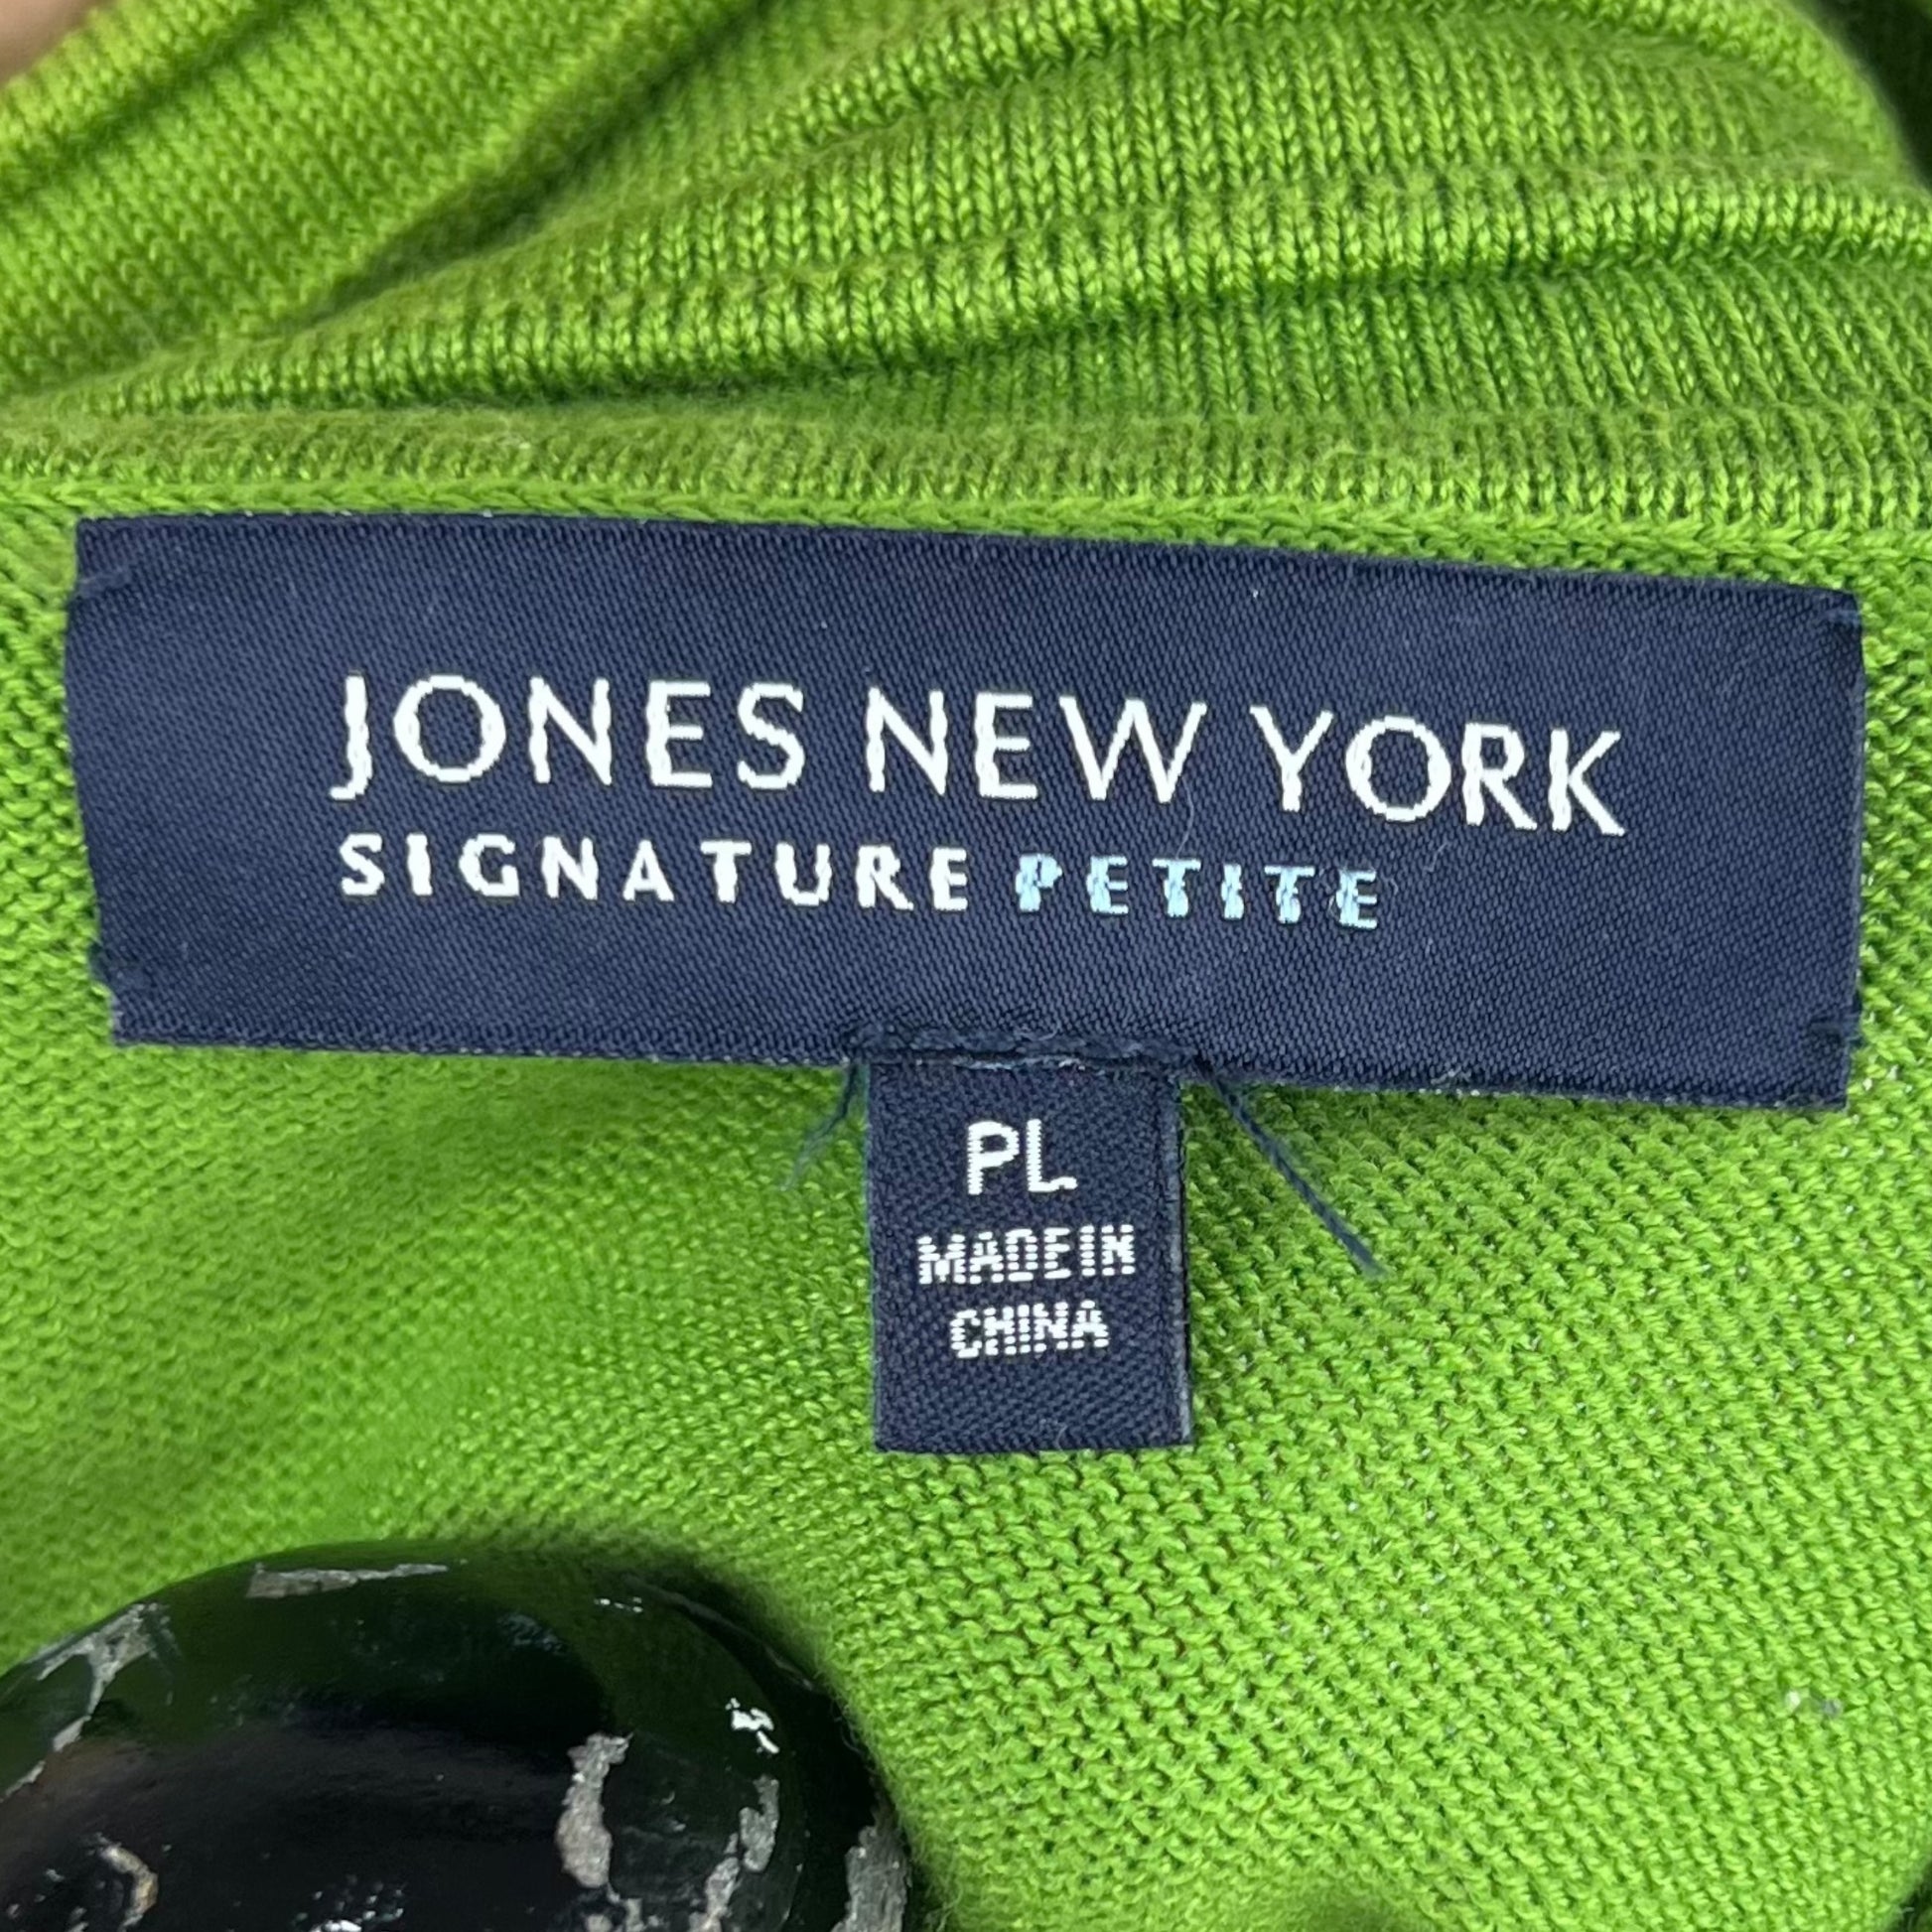 JONES NEW YORK
SIGNATURE PETITE
PL
MADE IN
CHINA